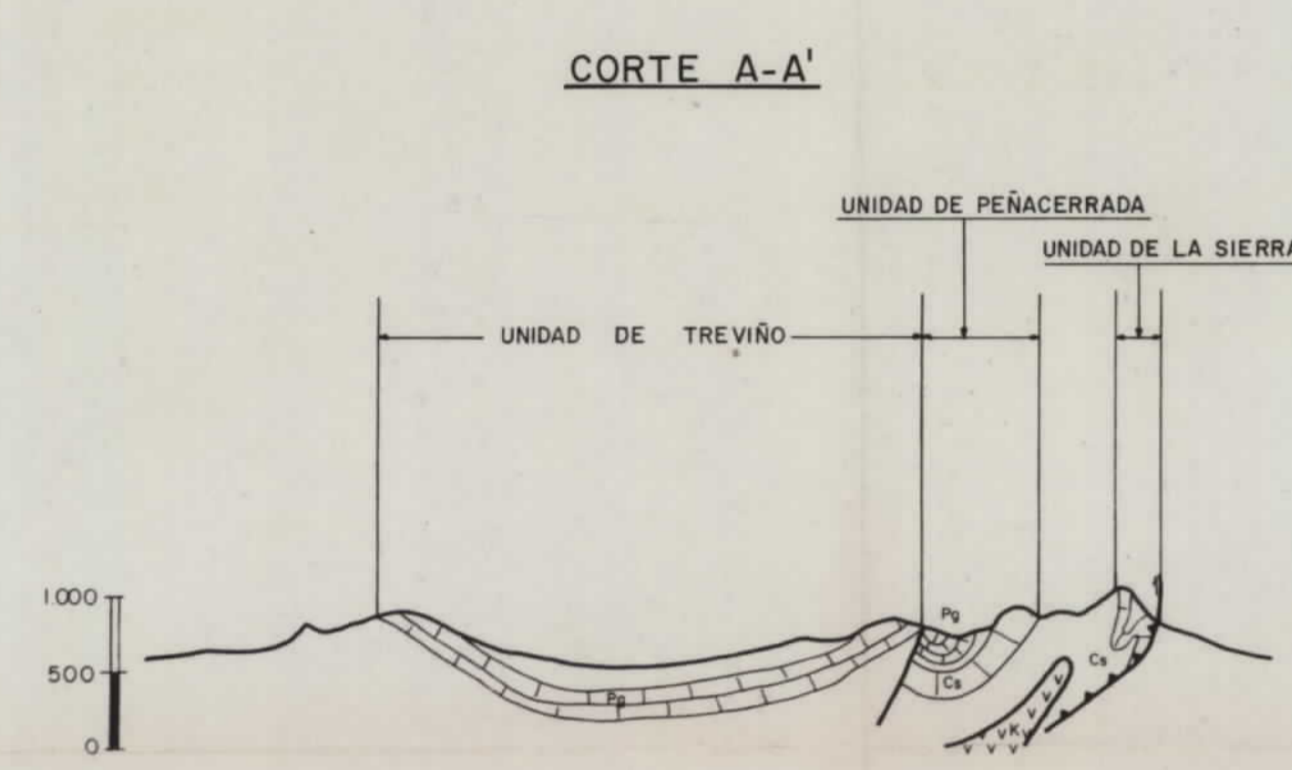 CORTE A-A'
UNIDAD DE PEÑACERRADA
UNIDAD DE LA SIERRA
UNIDAD DE TREVIÑO
1.000
500
0
Pg
Pg
Cs
Cs
K